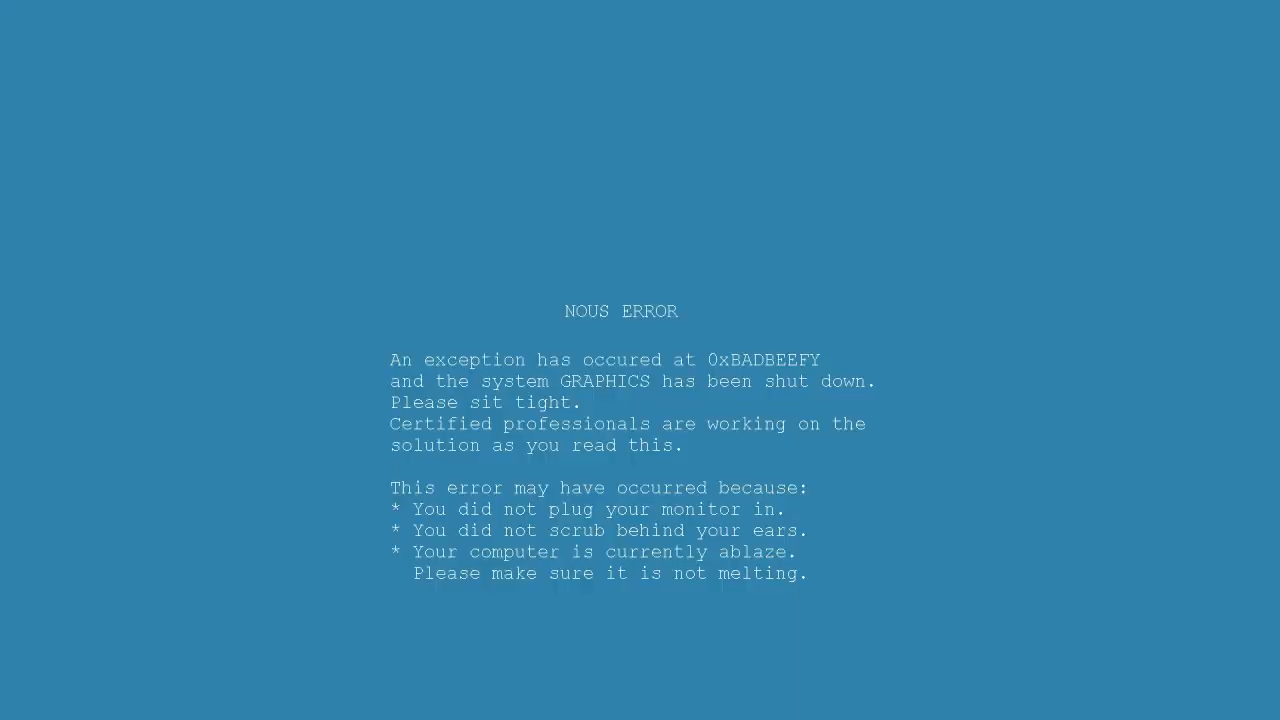 NOUS ERROR
An exception has occured at 0xBADBEEFY
and the system GRAPHICS has been shut down.
Please sit tight.
Certified professionals are working on the
solution as you read this.
This error may have occurred because:
* You did not plug your monitor in.
* You did not scrub behind your ears.
* Your computer is currently ablaze.
Please make sure it is not melting.